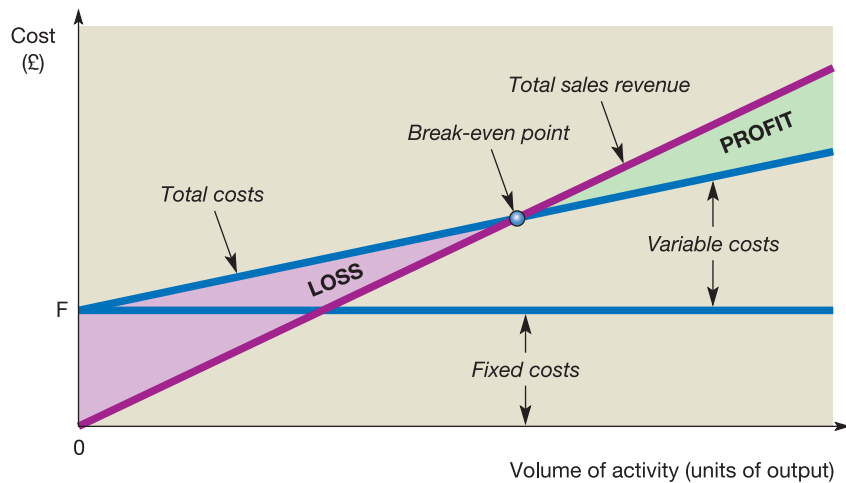 Cost
(£)
Total sales revenue
PROFIT
Break-even point
Total costs
Variable costs
LOSS
F
Fixed costs
0
Volume of activity (units of output)